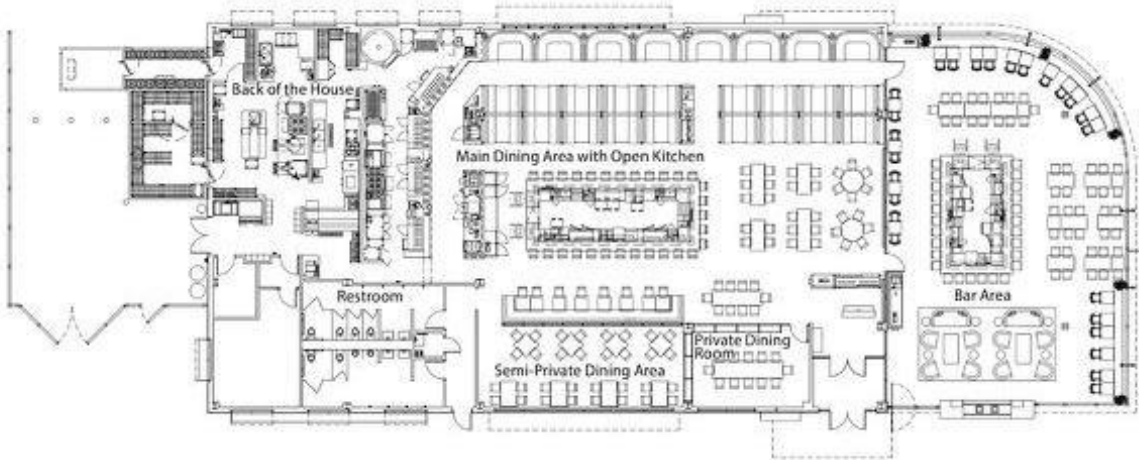 Back of the House
Main Dining Area with Open Kitchen
Restroom
Bar Area
Private Dining
Room
Semi-Private Dining Area